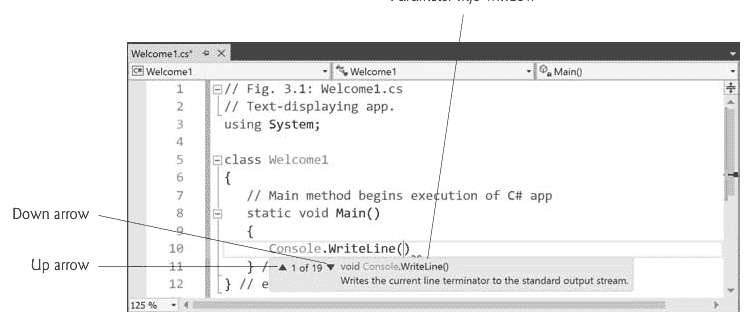 Parameter Info window
Welcome1.cs*
C# Welcome1 Welcome1 Main()
1 // Fig. 3.1: Welcome1.cs
2 // Text-displaying app.
3 using System;
4
5 class Welcome1
6 {
7 // Main method begins execution of C# app
8 static void Main()
9 {
Down arrow
10 Console.WriteLine()
Up arrow
11 } /
▲ 1 of 19 ▼ void Console.WriteLine()
Writes the current line terminator to the standard output stream.
12 } // e
125 %